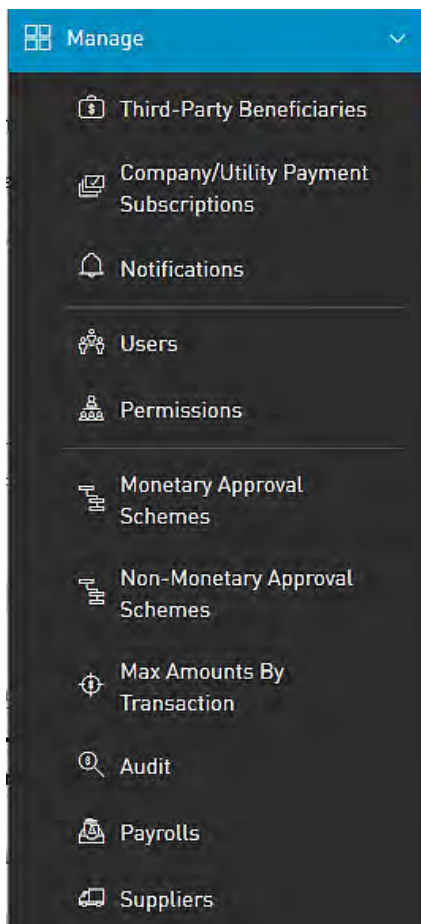 Manage
Third-Party Beneficiaries
Company/Utility Payment
Subscriptions
Notifications
Users
Permissions
Monetary Approval
Schemes
Non-Monetary Approval
Schemes
Max Amounts By
Transaction
Audit
Payrolls
Suppliers